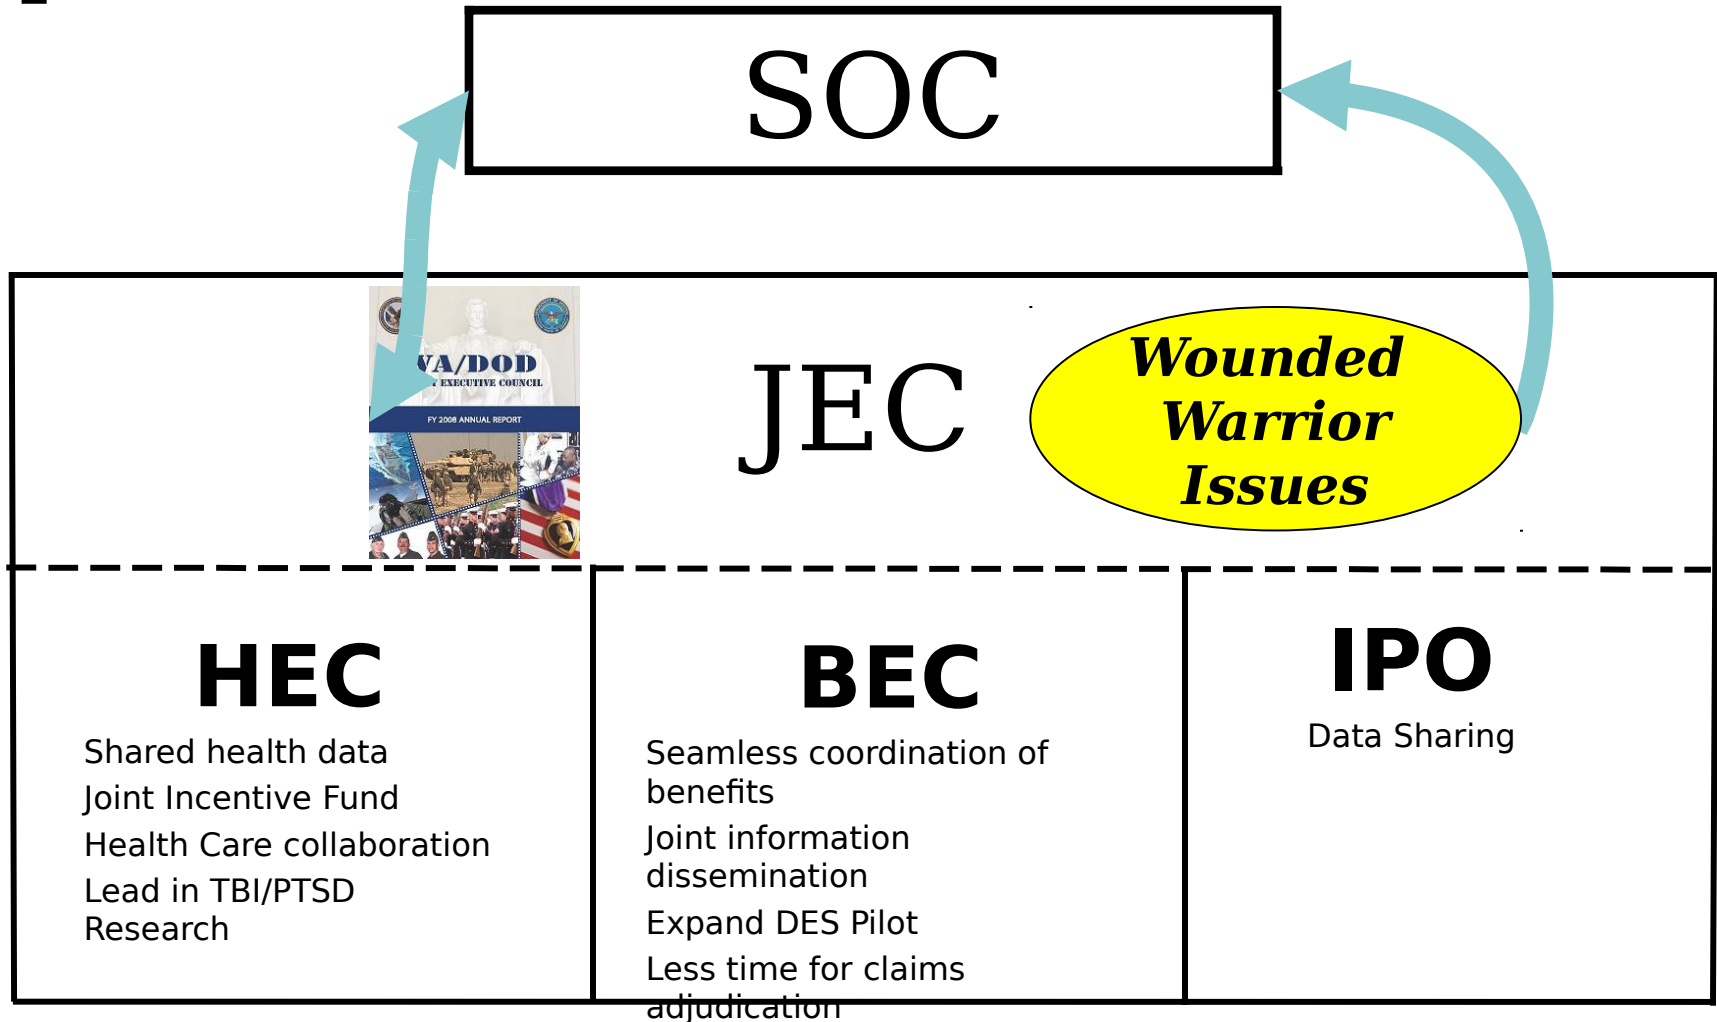 SOC
VA/DOD
EXECUTIVE COUNCIL
FY 2008 ANNUAL REPORT
JEC
Wounded
Warrior
Issues
HEC
Shared health data
Joint Incentive Fund
Health Care collaboration
Lead in TBI/PTSD
Research
BEC
Seamless coordination of
benefits
Joint information
dissemination
Expand DES Pilot
Less time for claims
adjudication
IPO
Data Sharing